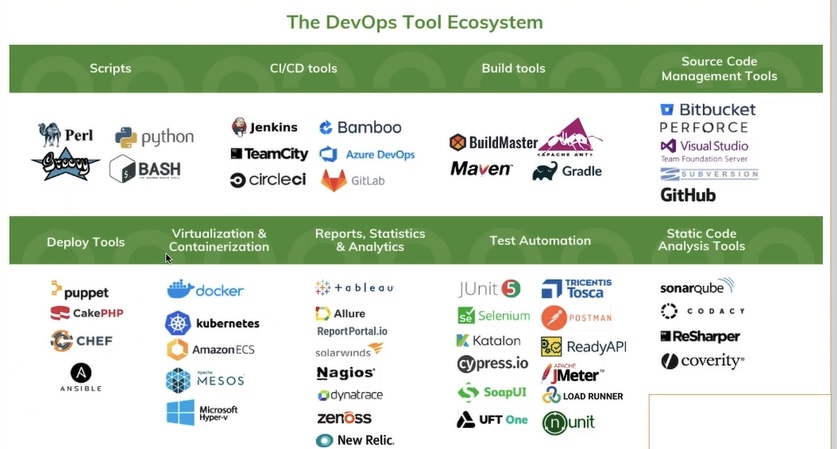 The DevOps Tool Ecosystem
Scripts
CI/CD tools
Build tools
Source Code
Management Tools
Perl
python
Groovy
BASH
Jenkins
Bamboo
TeamCity
Azure DevOps
circleci
GitLab
BuildMaster
APACHE ANT
Maven
Gradle
Bitbucket
PERFORCE
Visual Studio
Team Foundation Server
SUBVERSION
GitHub
Deploy Tools
Virtualization &
Containerization
Reports, Statistics
& Analytics
Test Automation
Static Code
Analysis Tools
puppet
CakePHP
CHEF
ANSIBLE
docker
kubernetes
Amazon ECS
APACHE
MESOS
Microsoft
Hyper-v
+ableau
Allure
ReportPortal.io
solarwinds
Nagios
dynatrace
zenoss
New Relic.
JUnit 5
TRICENTIS
Tosca
Se Selenium
POSTMAN
Katalon
ReadyAPI
cypress.io
APACHE
JMeter
SoapUI
LOAD RUNNER
UFT One
nunit
sonarqube
CODACY
ReSharper
coverity